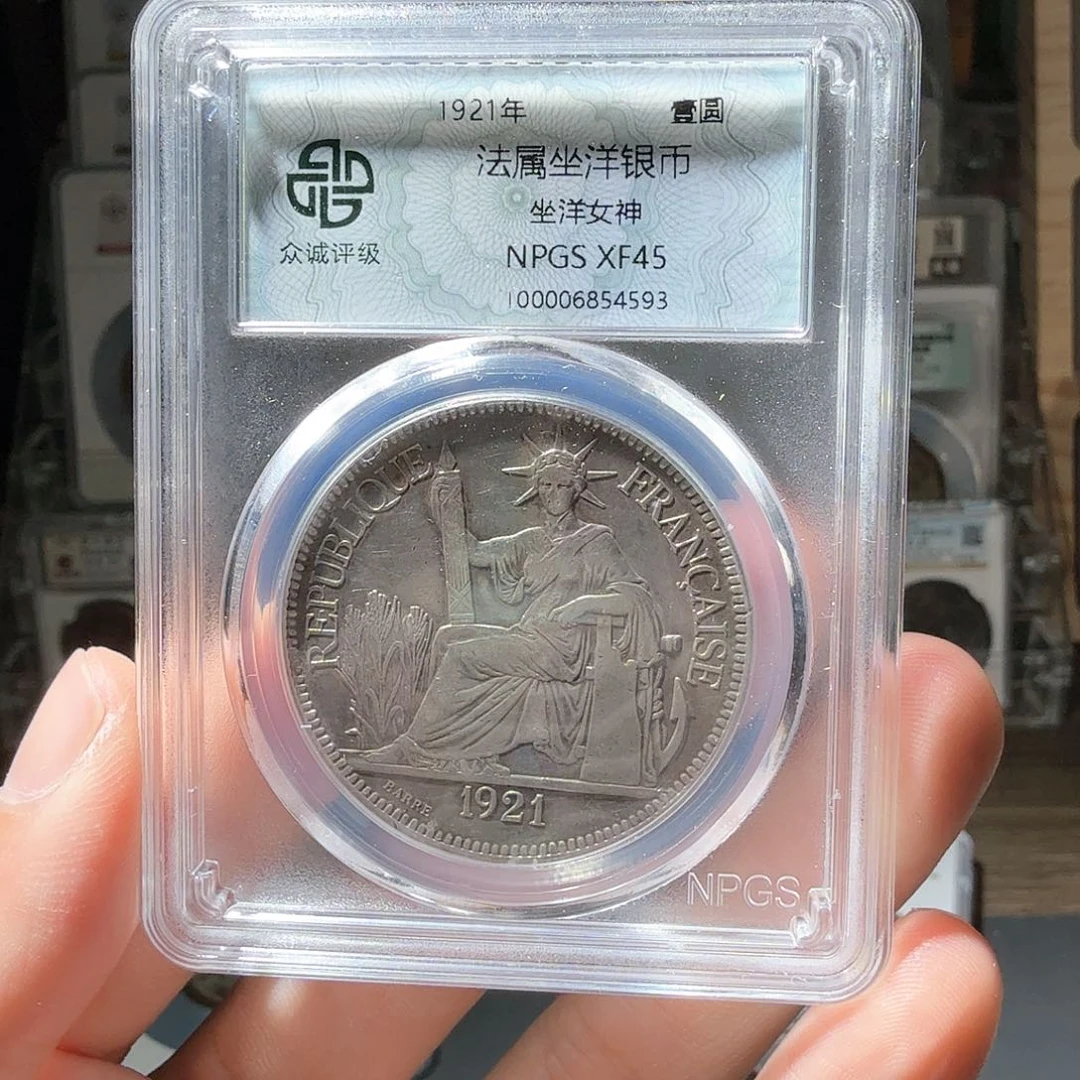 1921年 壹圆
法属坐洋银币
坐洋女神
众诚评级
NPGS XF45
100006854593
REPUBLIQUE FRANÇAISE
BARRE
1921
NPGS